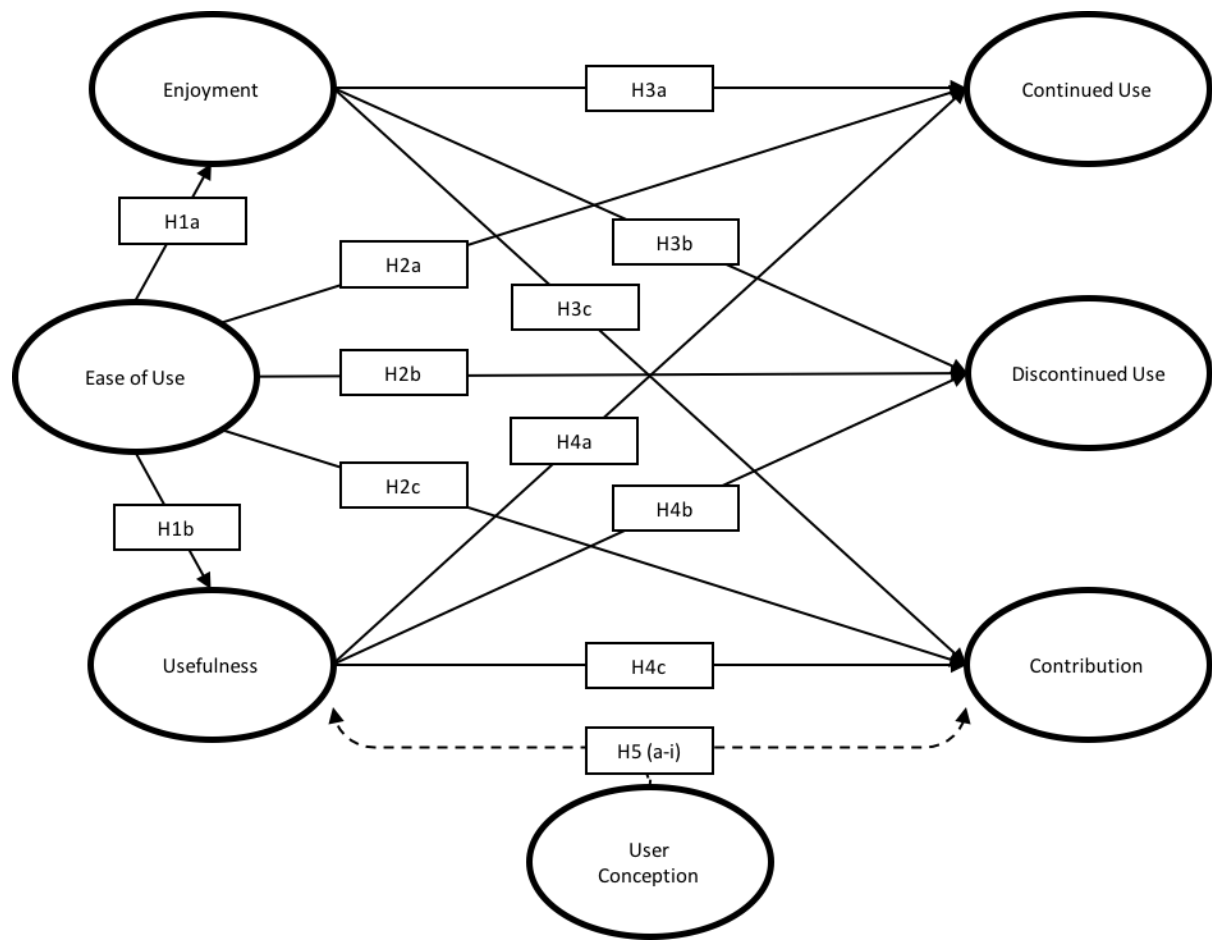 Enjoyment
H3a
Continued Use
H1a
H3b
H2a
H3c
Ease of Use
H2b
Discontinued Use
H4a
H2c
H4b
H1b
Usefulness
H4c
Contribution
H5 (a-i)
User
Conception